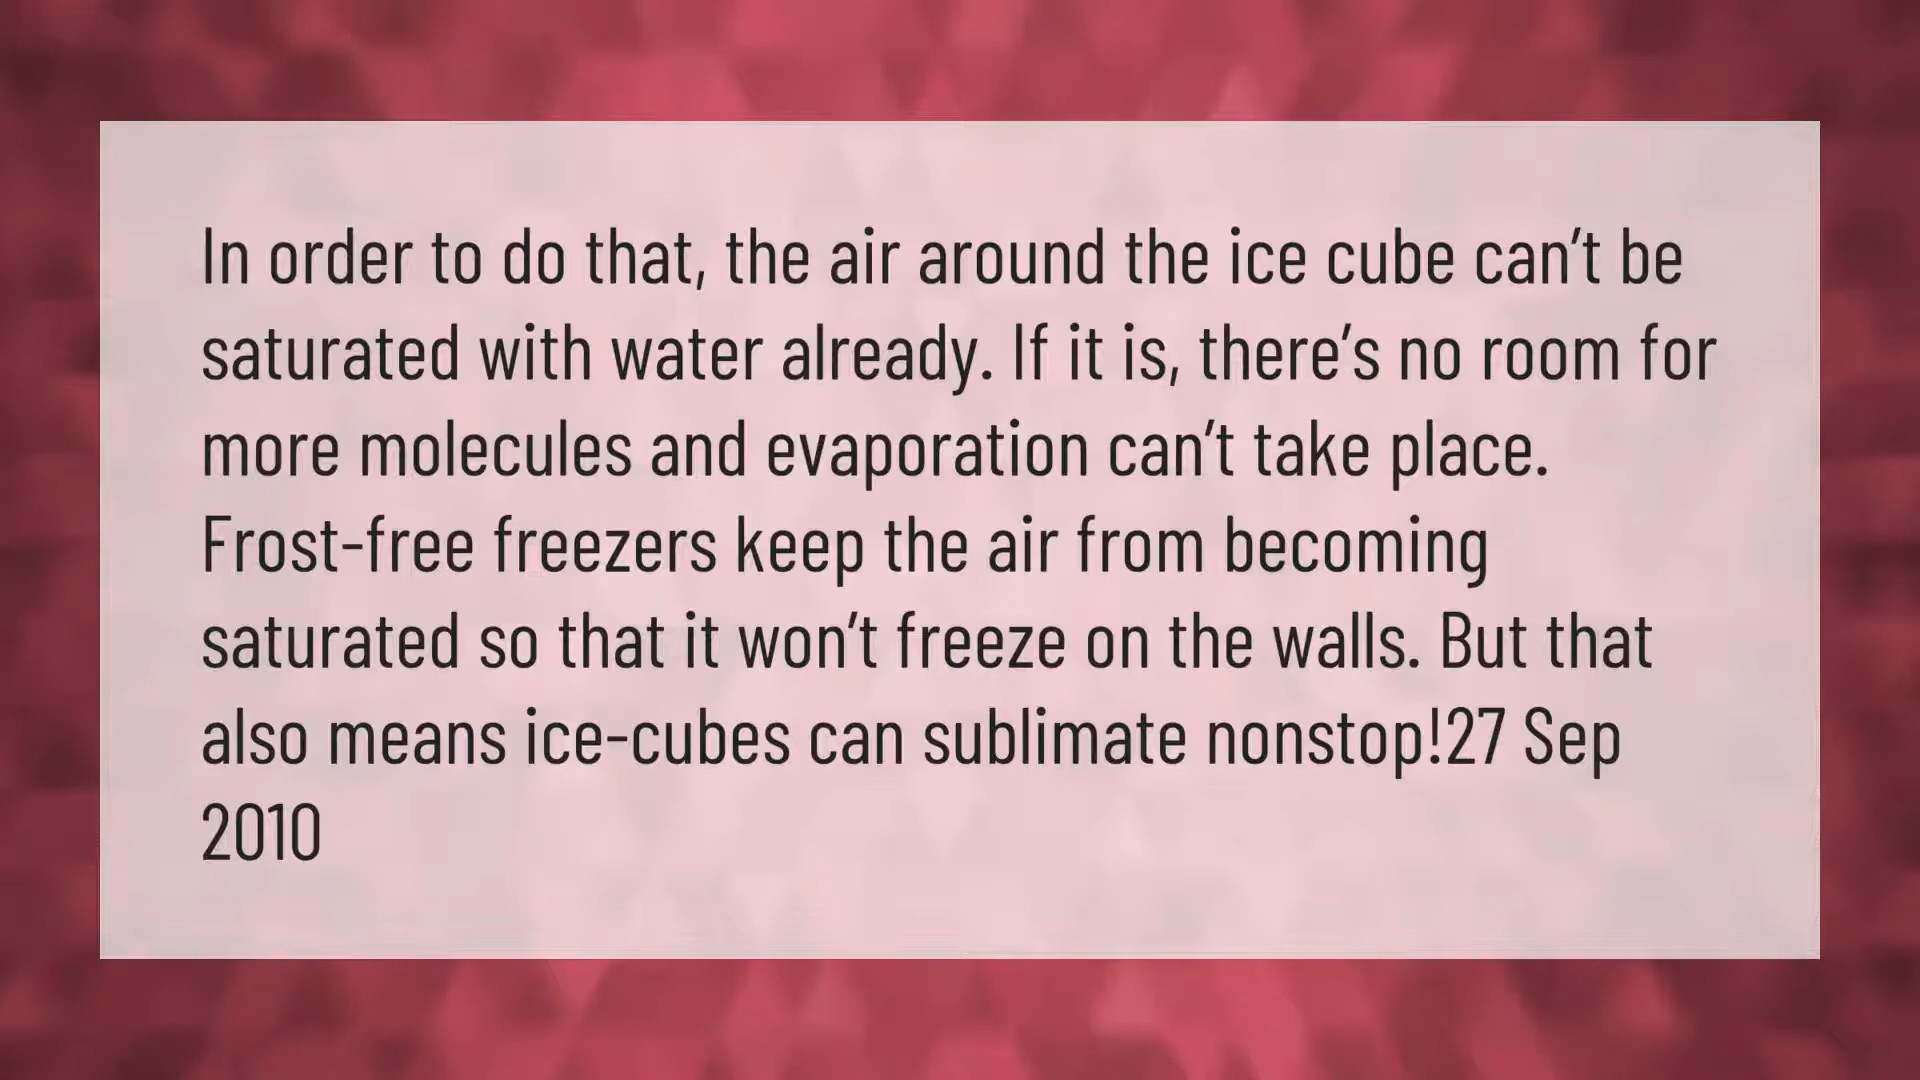 In order to do that, the air around the ice cube can’t be
saturated with water already. If it is, there’s no room for
more molecules and evaporation can’t take place.
Frost-free freezers keep the air from becoming
saturated so that it won’t freeze on the walls. But that
also means ice-cubes can sublimate nonstop!27 Sep
2010